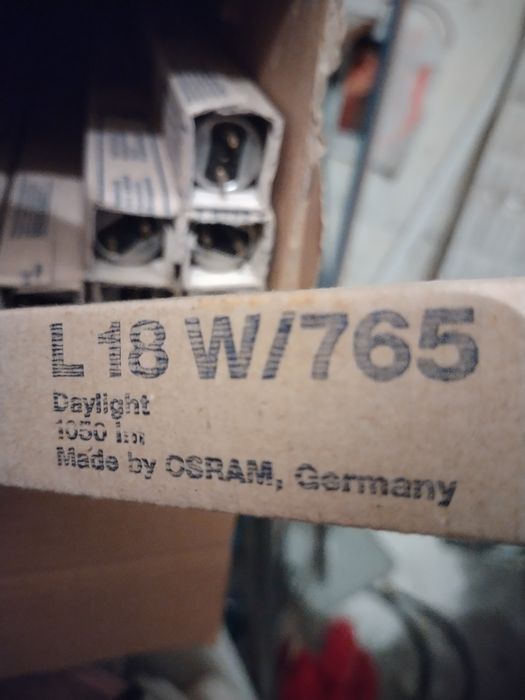 L 18 W/765
Daylight
1050 lm
Made by OSRAM, Germany